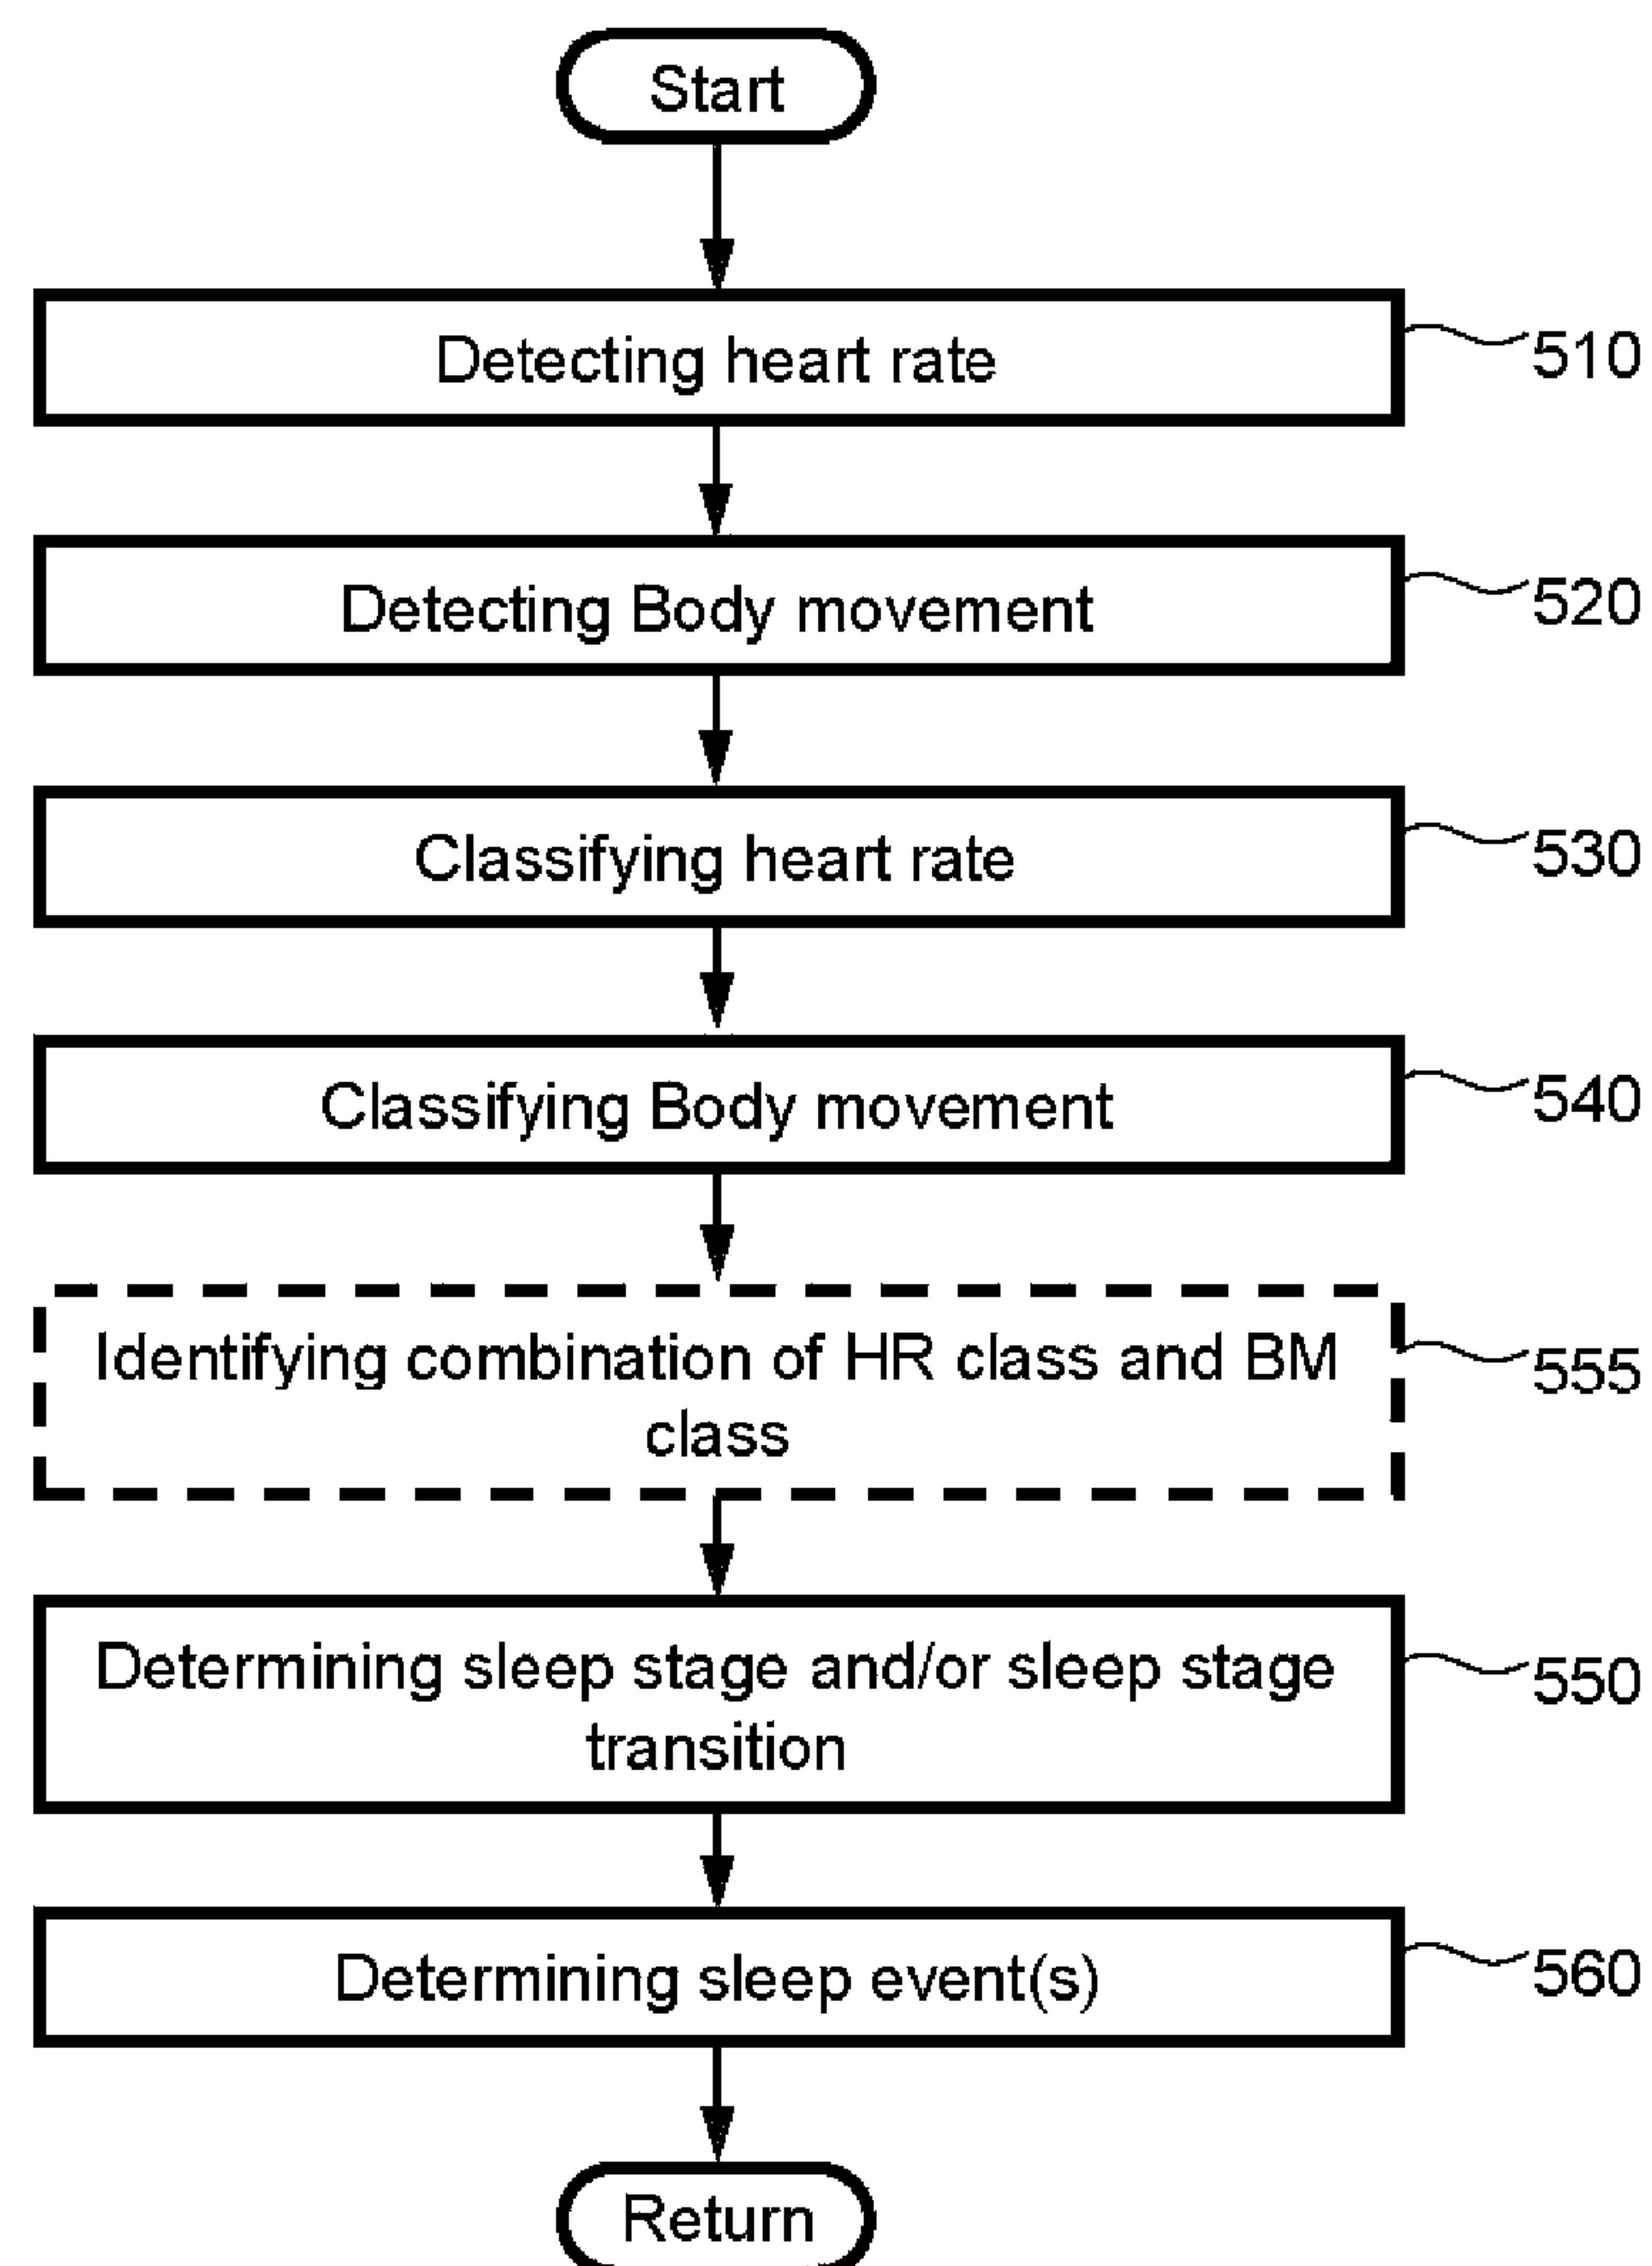 Start
Detecting heart rate
510
Detecting Body movement
520
Classifying heart rate
530
Classifying Body movement
540
Identifying combination of HR class and BM
class
555
Determining sleep stage and/or sleep stage
transition
550
Determining sleep event(s)
560
Return